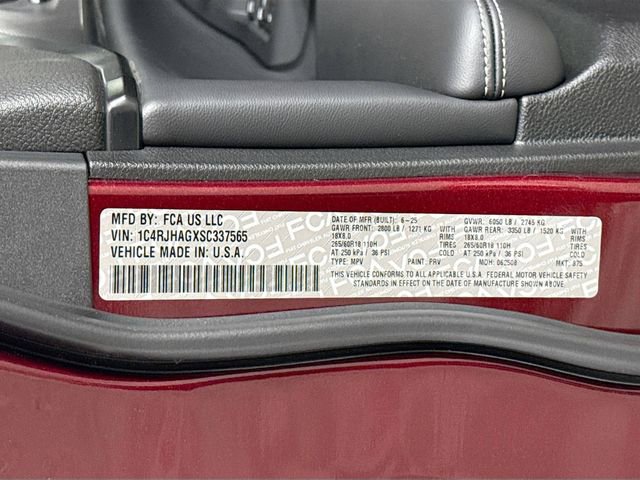 MFD BY: FCA US LLC
VIN: 1C4RJHAGXSC337565
VEHICLE MADE IN: U.S.A.
DATE OF MFR (BUILT): 6-25 GVWR: 6050 LB / 2745 KG
GAWR FRONT: 2800 LB / 1271 KG WITH GAWR REAR: 3350 LB / 1520 KG WITH
18X8.0 RIMS 18X8.0 RIMS
265/60R18 110H TIRES 265/60R18 110H TIRES
AT 250 kPa / 36 PSI COLD AT 250 kPa / 36 PSI COLD
TYPE: MPV PAINT: PRV MDH: 062508 MKT: 875
THIS VEHICLE CONFORMS TO ALL APPLICABLE U.S.A. FEDERAL MOTOR VEHICLE SAFETY
STANDARDS IN EFFECT ON THE DATE OF MANUFACTURE SHOWN ABOVE.